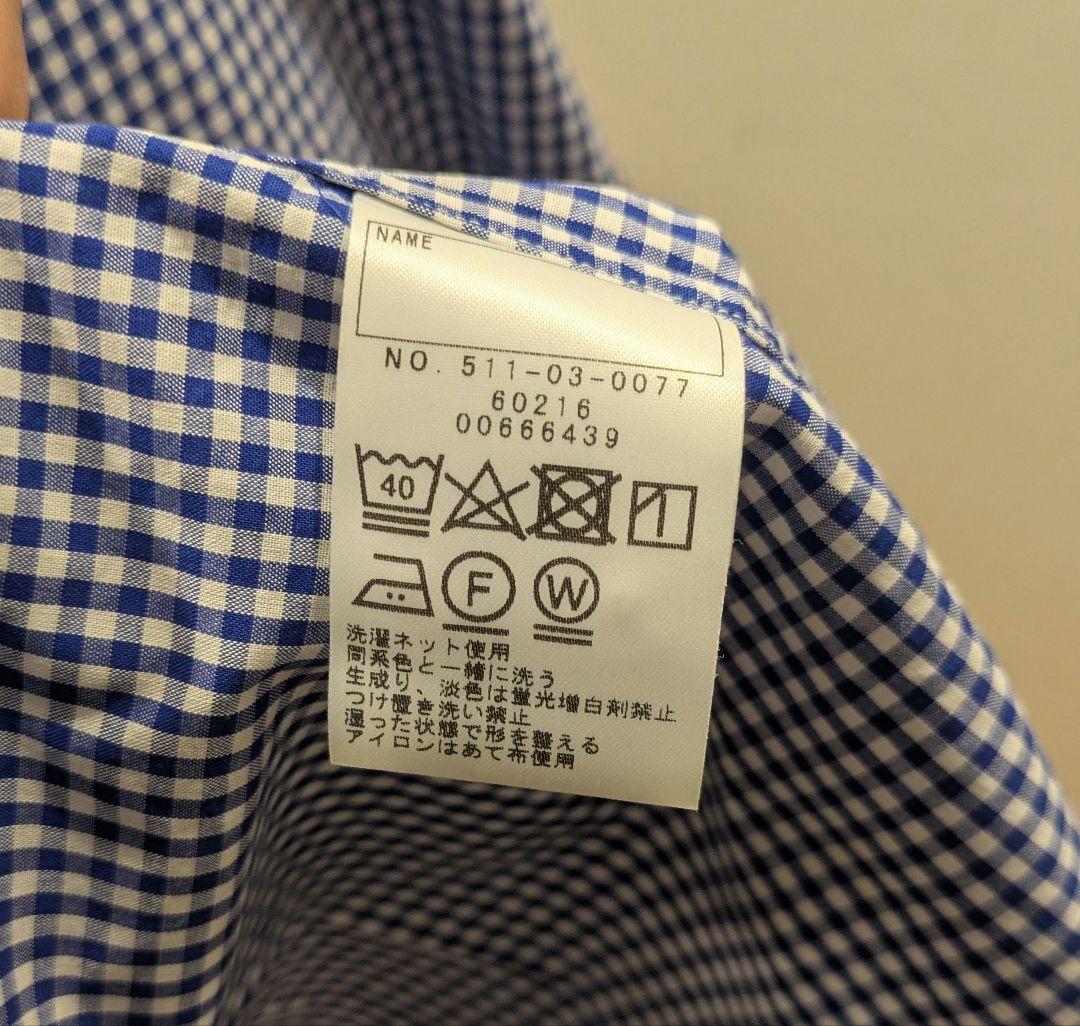 NAME
NO. 511-03-0077
60216
00666439
40
F W
洗濯ネット使用
同系色と一緒に洗う
生成り、淡色は蛍光増白剤禁止
つけ置き洗い禁止
湿った状態で形を整える
アイロンはあて布使用